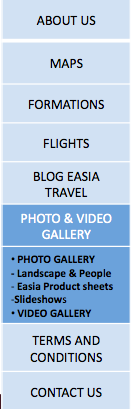 ABOUT US
MAPS
FORMATIONS
FLIGHTS
BLOG EASIA
TRAVEL
PHOTO & VIDEO
GALLERY
• PHOTO GALLERY
- Landscape & People
- Easia Product sheets
-Slideshows
• VIDEO GALLERY
TERMS AND
CONDITIONS
CONTACT US